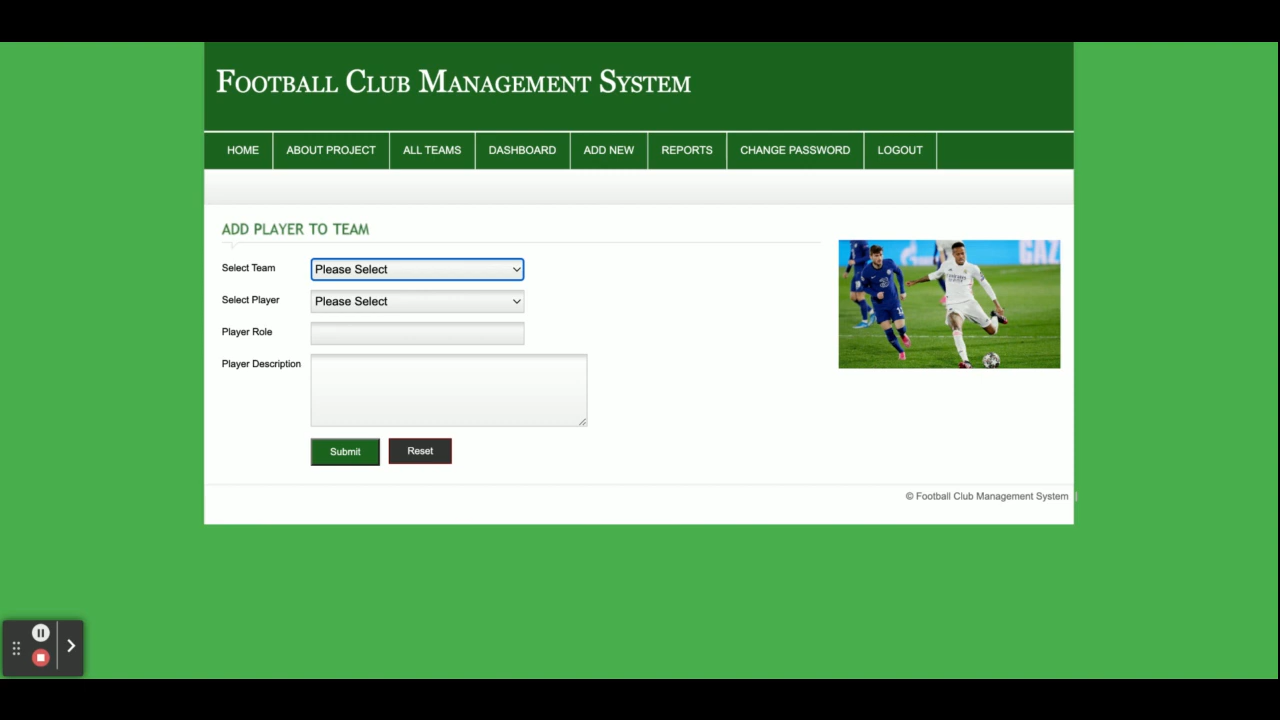 Football Club Management System
HOME ABOUT PROJECT ALL TEAMS DASHBOARD ADD NEW REPORTS CHANGE PASSWORD LOGOUT
ADD PLAYER TO TEAM
Select Team Please Select
Select Player Please Select
Player Role
Player Description
Submit Reset
© Football Club Management System |